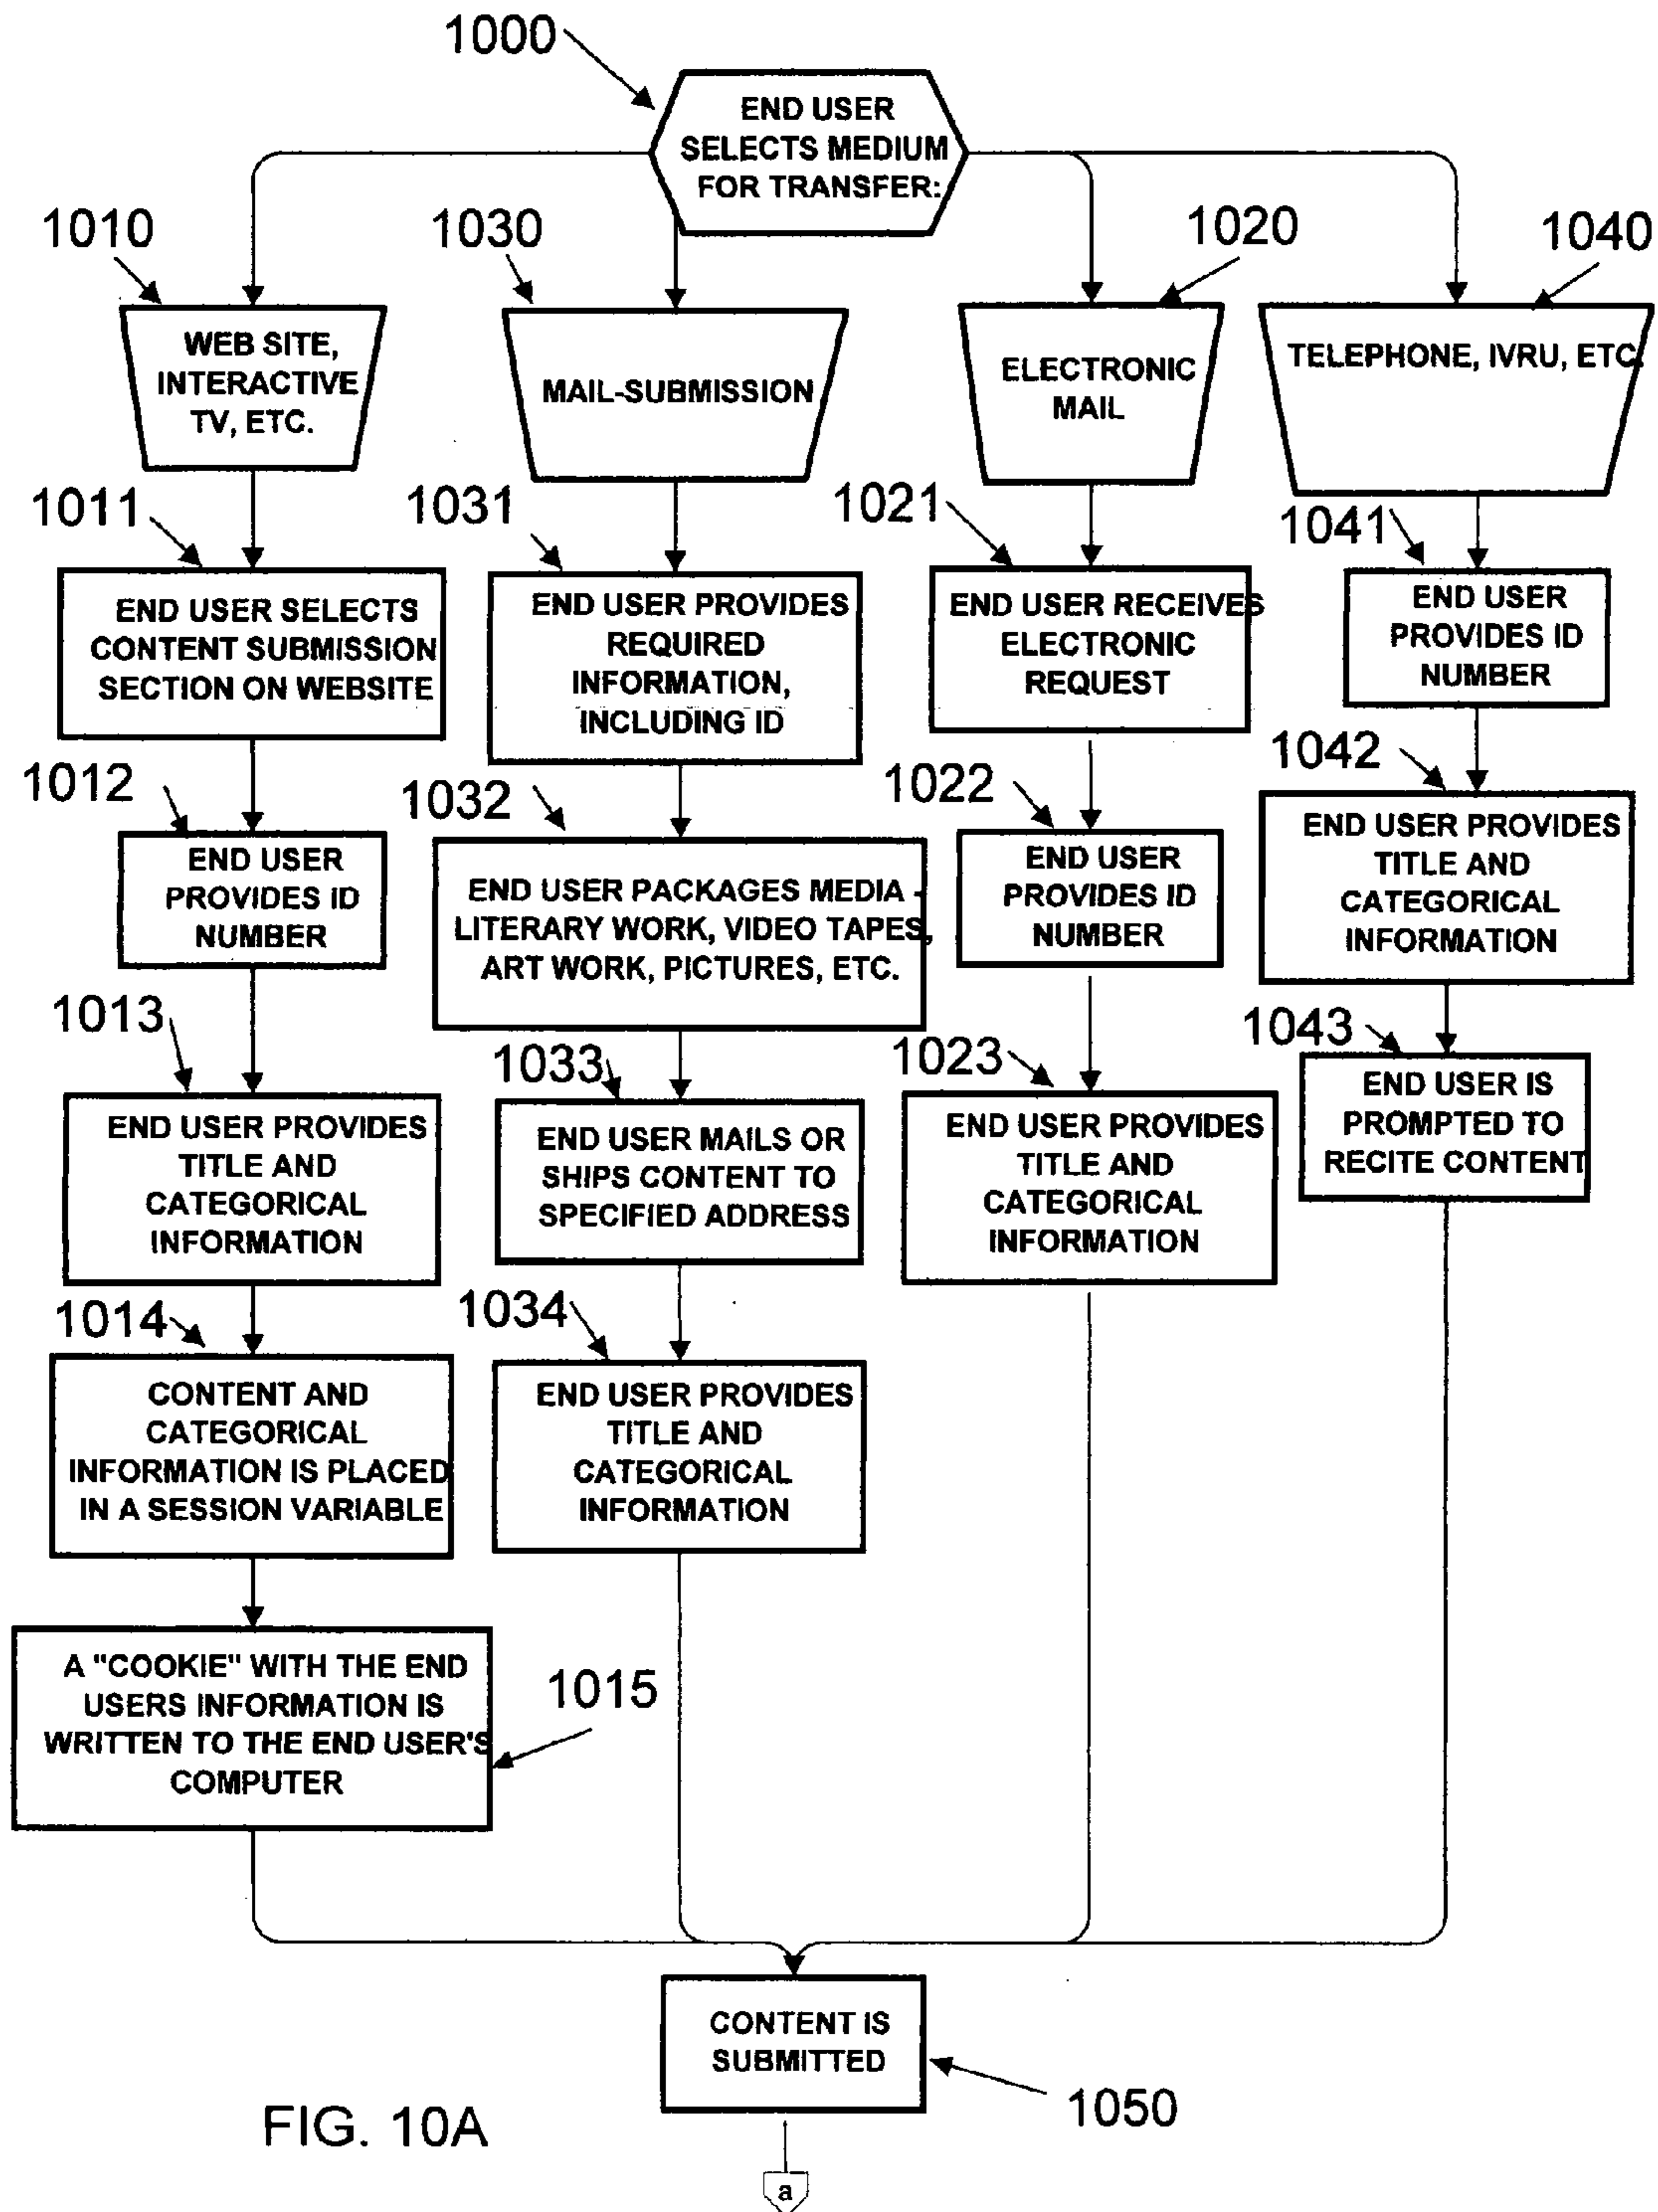 1000
END USER
SELECTS MEDIUM
FOR TRANSFER:
1010
WEB SITE,
INTERACTIVE
TV, ETC.
1030
MAIL-SUBMISSION
1020
ELECTRONIC
MAIL
1040
TELEPHONE, IVRU, ETC.
1011
END USER SELECTS
CONTENT SUBMISSION
SECTION ON WEBSITE
1031
END USER PROVIDES
REQUIRED
INFORMATION,
INCLUDING ID
1021
END USER RECEIVES
ELECTRONIC
REQUEST
1041
END USER
PROVIDES ID
NUMBER
1012
END USER
PROVIDES ID
NUMBER
1032
END USER PACKAGES MEDIA -
LITERARY WORK, VIDEO TAPES,
ART WORK, PICTURES, ETC.
1022
END USER
PROVIDES ID
NUMBER
1042
END USER PROVIDES
TITLE AND
CATEGORICAL
INFORMATION
1013
END USER PROVIDES
TITLE AND
CATEGORICAL
INFORMATION
1033
END USER MAILS OR
SHIPS CONTENT TO
SPECIFIED ADDRESS
1023
END USER PROVIDES
TITLE AND
CATEGORICAL
INFORMATION
1043
END USER IS
PROMPTED TO
RECITE CONTENT
1014
CONTENT AND
CATEGORICAL
INFORMATION IS PLACED
IN A SESSION VARIABLE
1034
END USER PROVIDES
TITLE AND
CATEGORICAL
INFORMATION
A "COOKIE" WITH THE END
USERS INFORMATION IS
WRITTEN TO THE END USER'S
COMPUTER
1015
CONTENT IS
SUBMITTED
1050
FIG. 10A
a